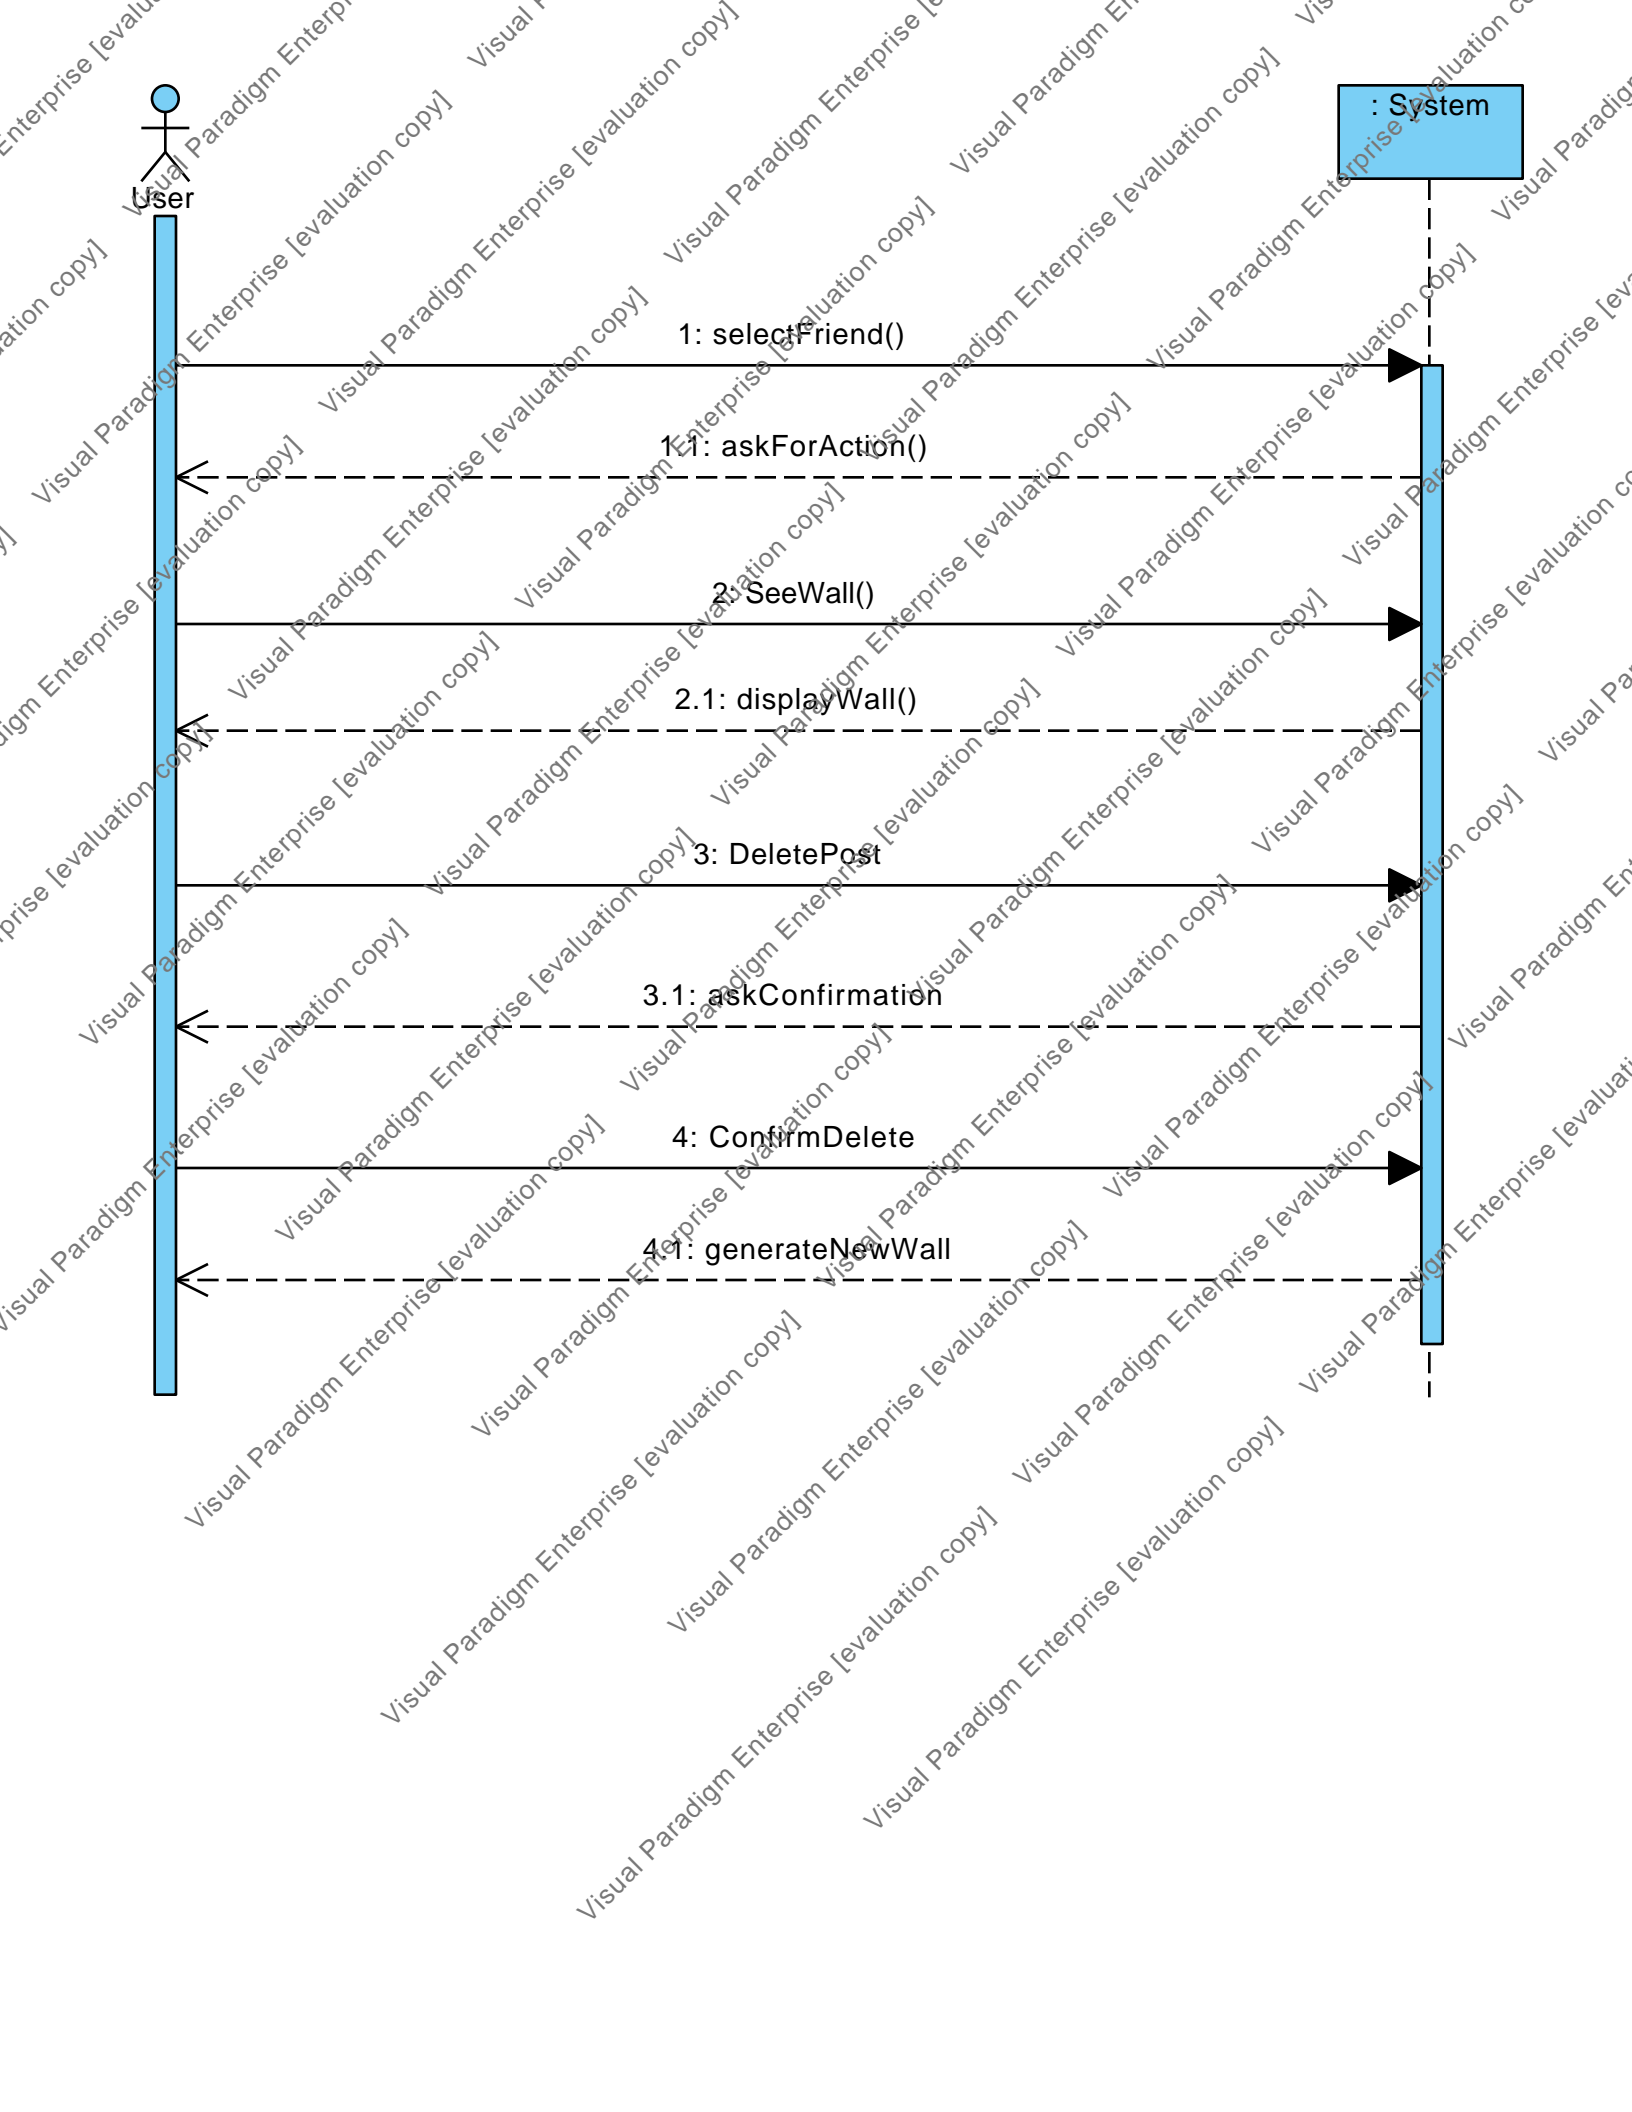 User
: System
1: selectFriend()
1.1: askForAction()
2: SeeWall()
2.1: displayWall()
3: DeletePost
3.1: askConfirmation
4: ConfirmDelete
4.1: generateNewWall
Visual Paradigm Enterprise [evaluation copy]